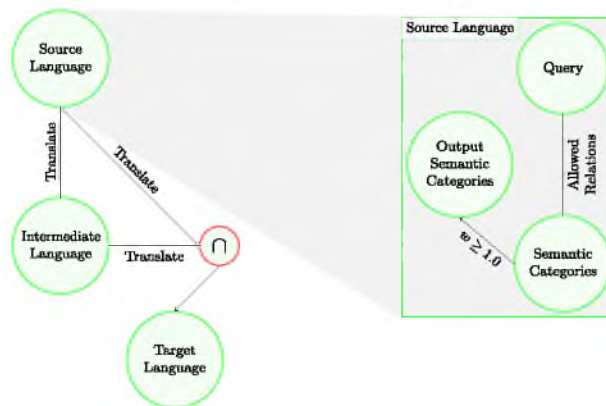 Source
Language
Translate
Translate
Intermediate
Language
Translate
∩
Target
Language
Source Language
Query
Allowed
Relations
Output
Semantic
Categories
w ≥ 1.0
Semantic
Categories